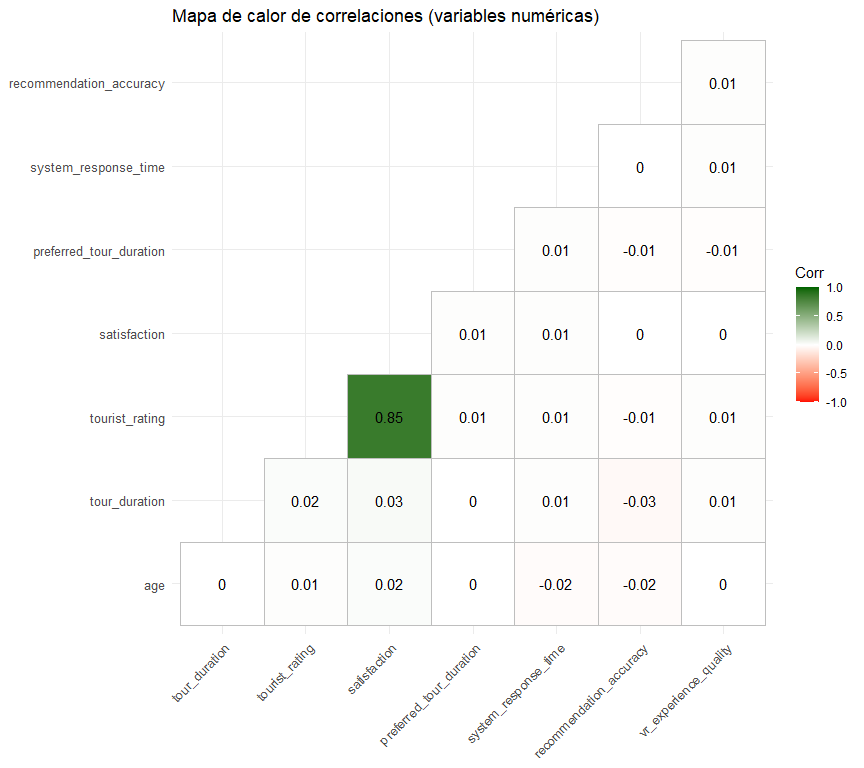 Mapa de calor de correlaciones (variables numéricas)
recommendation_accuracy 0.01
system_response_time 0 0.01
preferred_tour_duration 0.01 -0.01 -0.01
satisfaction 0.01 0.01 0 0
tourist_rating 0.85 0.01 0.01 -0.01 0.01
tour_duration 0.02 0.03 0 0.01 -0.03 0.01
age 0 0.01 0.02 0 -0.02 -0.02 0
tour_duration
tourist_rating
satisfaction
preferred_tour_duration
system_response_time
recommendation_accuracy
vr_experience_quality
Corr
1.0
0.5
0.0
-0.5
-1.0